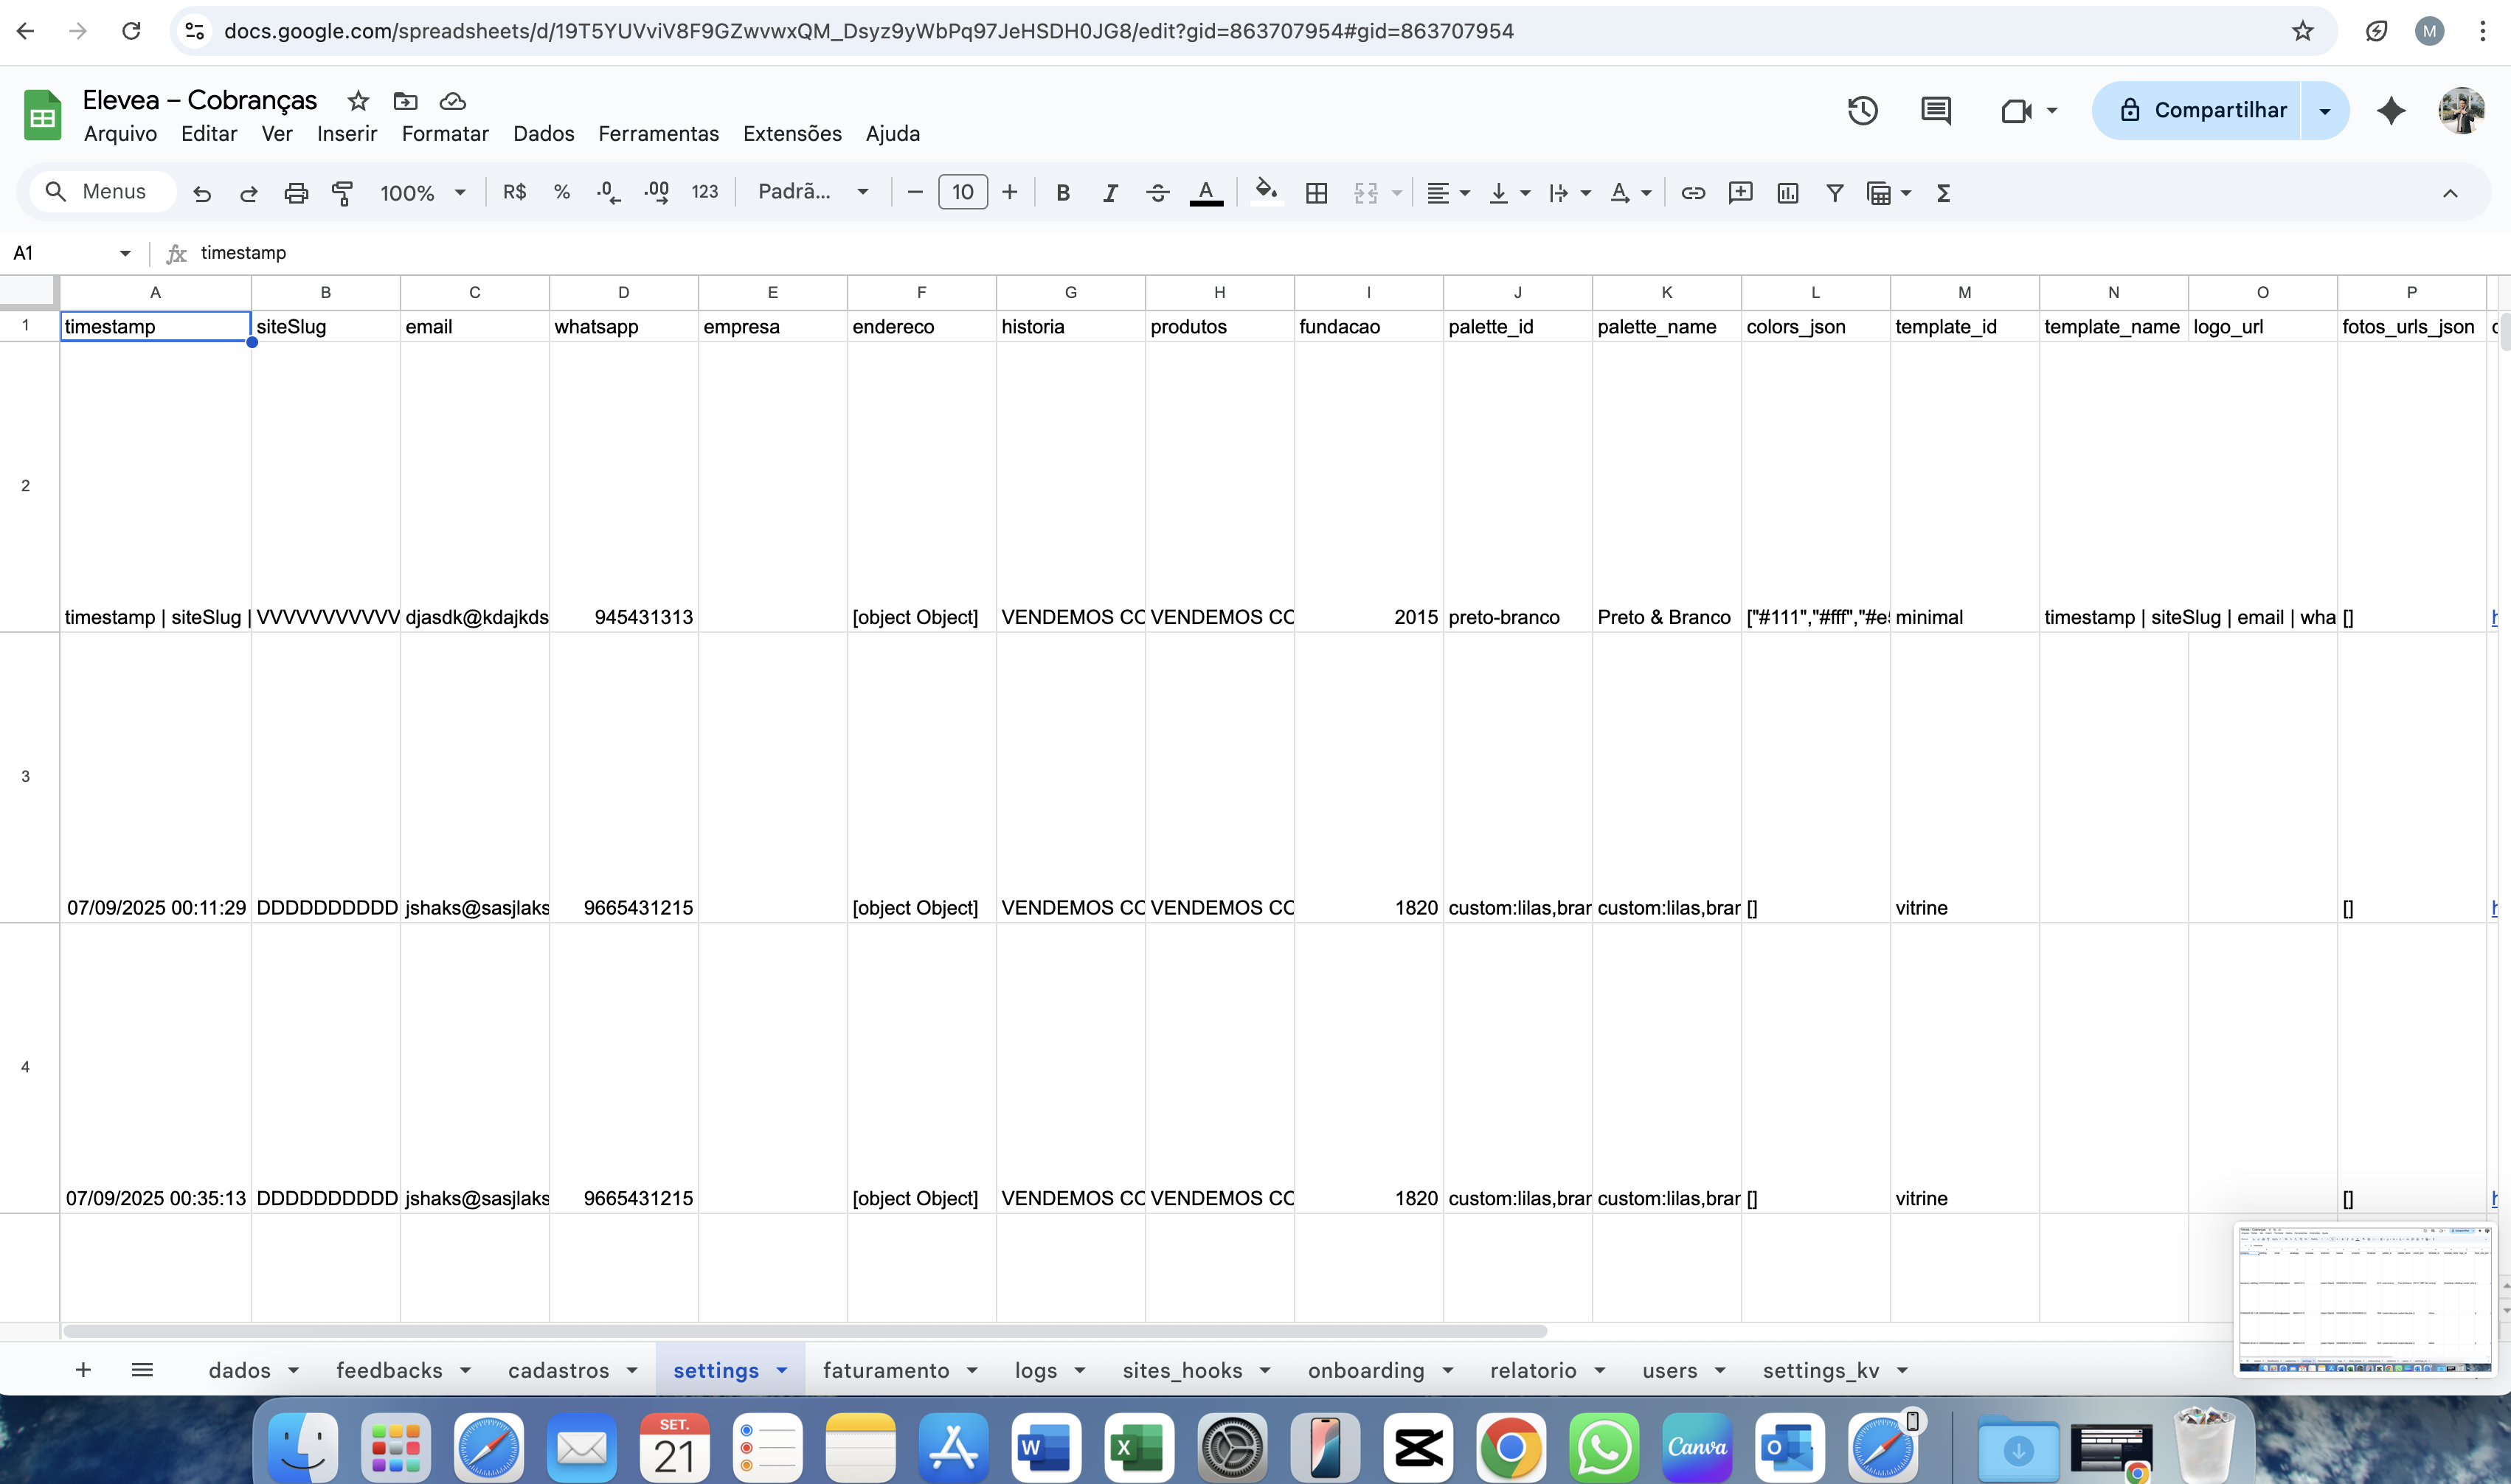 docs.google.com/spreadsheets/d/19T5YUVviV8F9GZwvwxQM_Dsyz9yWbPq97JeHSDH0JG8/edit?gid=863707954#gid=863707954
M
Elevea – Cobranças
Arquivo Editar Ver Inserir Formatar Dados Ferramentas Extensões Ajuda
Compartilhar
Menus 100% R$ % .0 .00 123 Padrã... 10 B I A
A1 fx timestamp
A B C D E F G H I J K L M N O P
1 timestamp siteSlug email whatsapp empresa endereco historia produtos fundacao palette_id palette_name colors_json template_id template_name logo_url fotos_urls_json
2 timestamp | siteSlug | VVVVVVVVVVV djasdk@kdajkds 945431313 [object Object] VENDEMOS CC VENDEMOS CC 2015 preto-branco Preto & Branco ["#111","#fff","#e minimal timestamp | siteSlug | email | wha []
3 07/09/2025 00:11:29 DDDDDDDDDD jshaks@sasjlaks 9665431215 [object Object] VENDEMOS CC VENDEMOS CC 1820 custom:lilas,brar custom:lilas,brar [] vitrine []
4 07/09/2025 00:35:13 DDDDDDDDDD jshaks@sasjlaks 9665431215 [object Object] VENDEMOS CC VENDEMOS CC 1820 custom:lilas,brar custom:lilas,brar [] vitrine []
dados feedbacks cadastros settings faturamento logs sites_hooks onboarding relatorio users settings_kv
SET.
21
W X Canva O